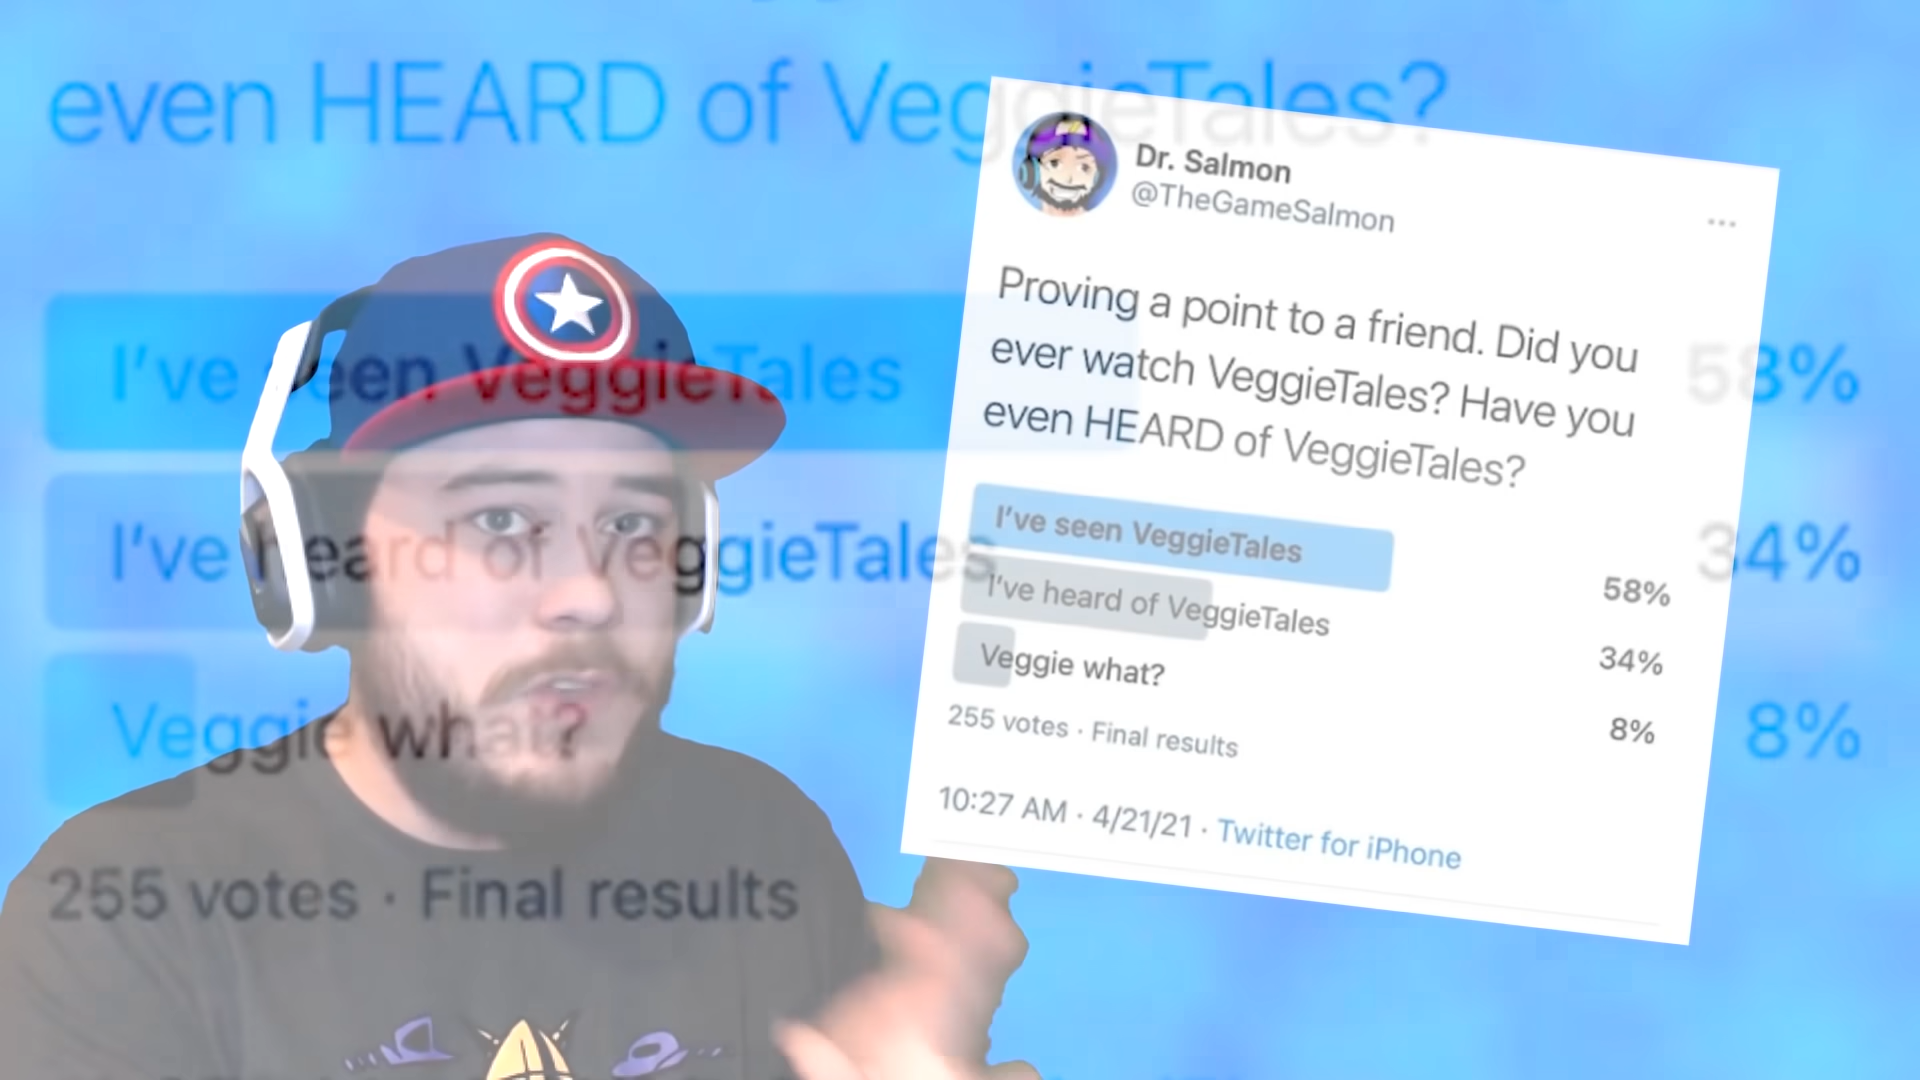 even HEARD of VeggieTales?
I've seen VeggieTales
58%
I've heard of VeggieTales
34%
Veggie what?
8%
255 votes · Final results
Dr. Salmon
@TheGameSalmon
...
Proving a point to a friend. Did you
ever watch VeggieTales? Have you
even HEARD of VeggieTales?
I've seen VeggieTales
58%
I've heard of VeggieTales
34%
Veggie what?
8%
255 votes · Final results
10:27 AM · 4/21/21 · Twitter for iPhone